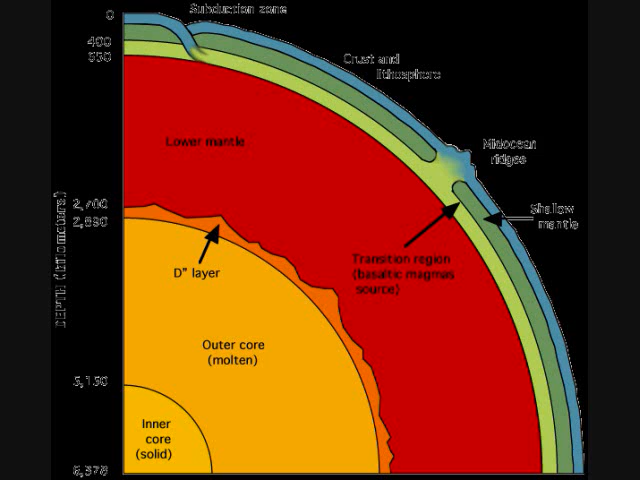 Subduction zone
0
400
650
Crust and
lithosphere
Lower mantle
Midocean
ridges
2,700
2,890
Shallow
mantle
DEPTH (kilometers)
D" layer
Transition region
(basaltic magmas
source)
Outer core
(molten)
5,150
Inner
core
(solid)
6,378